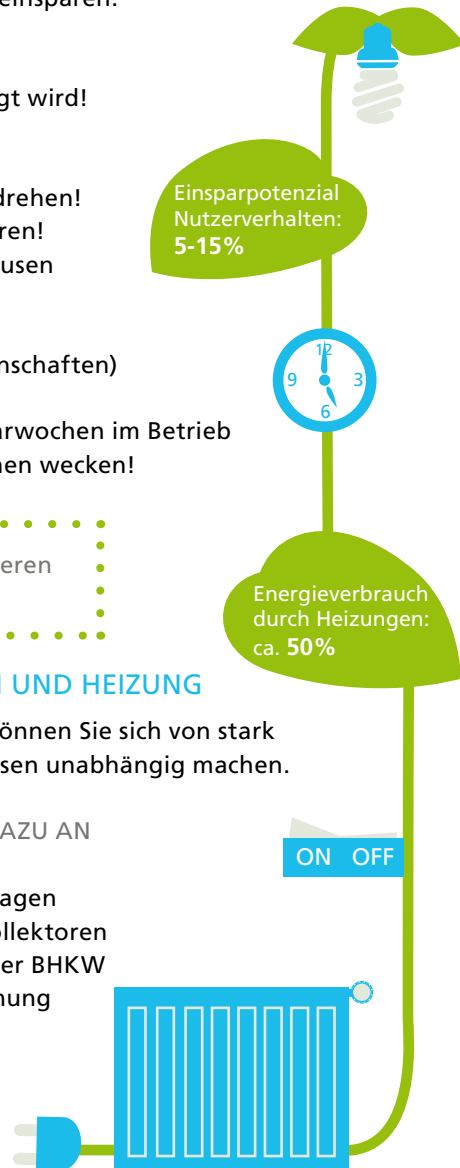 einsparen.
gt wird!
drehen!
ren!
usen
Einsparpotenzial
Nutzerverhalten:
5-15%
nschaften)
12
9 3
6
rwochen im Betrieb
nen wecken!
eren
Energieverbrauch
durch Heizungen:
ca. 50%
UND HEIZUNG
önnen Sie sich von stark
sen unabhängig machen.
AZU AN
ON OFF
agen
ollektoren
er BHKW
nung